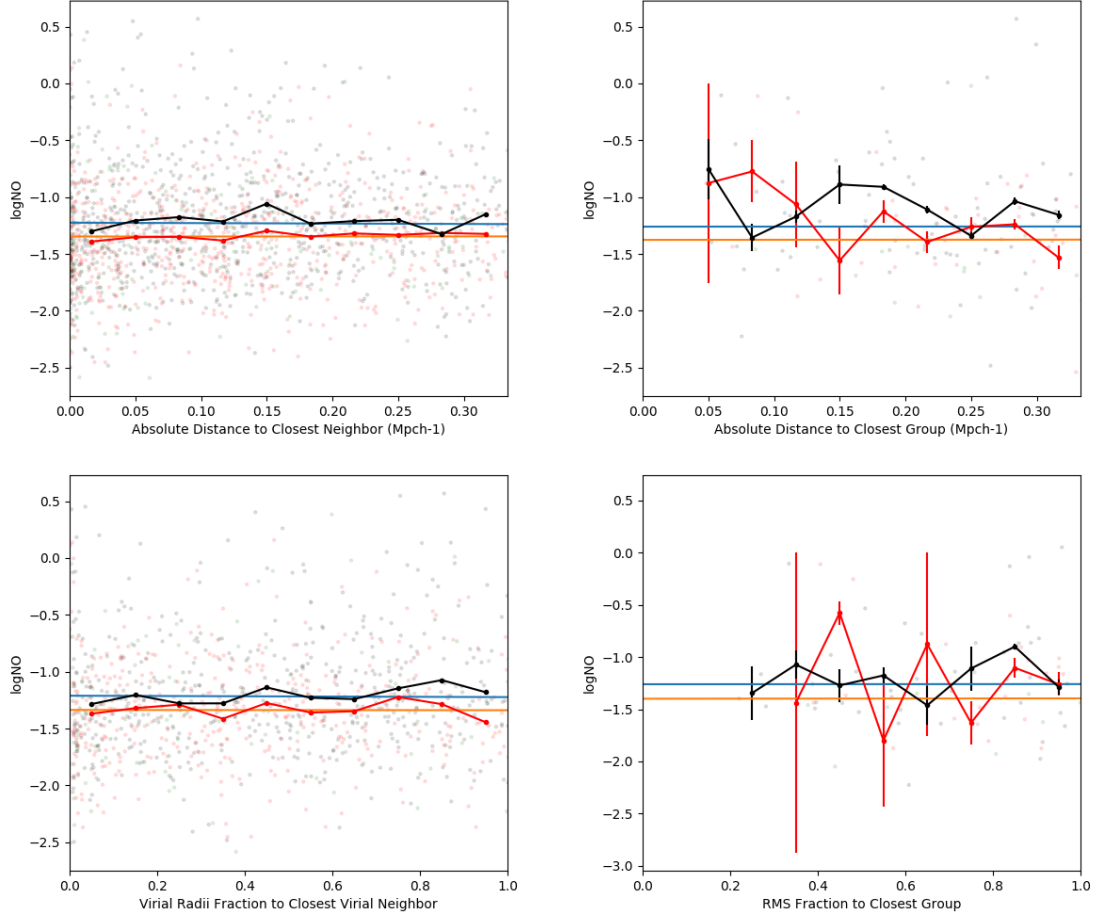 0.5
0.0
−0.5
−1.0
−1.5
−2.0
−2.5
logNO
0.00 0.05 0.10 0.15 0.20 0.25 0.30
Absolute Distance to Closest Neighbor (Mpch-1)
0.5
0.0
−0.5
−1.0
−1.5
−2.0
−2.5
logNO
0.00 0.05 0.10 0.15 0.20 0.25 0.30
Absolute Distance to Closest Group (Mpch-1)
0.5
0.0
−0.5
−1.0
−1.5
−2.0
−2.5
logNO
0.0 0.2 0.4 0.6 0.8 1.0
Virial Radii Fraction to Closest Virial Neighbor
0.5
0.0
−0.5
−1.0
−1.5
−2.0
−2.5
−3.0
logNO
0.0 0.2 0.4 0.6 0.8 1.0
RMS Fraction to Closest Group